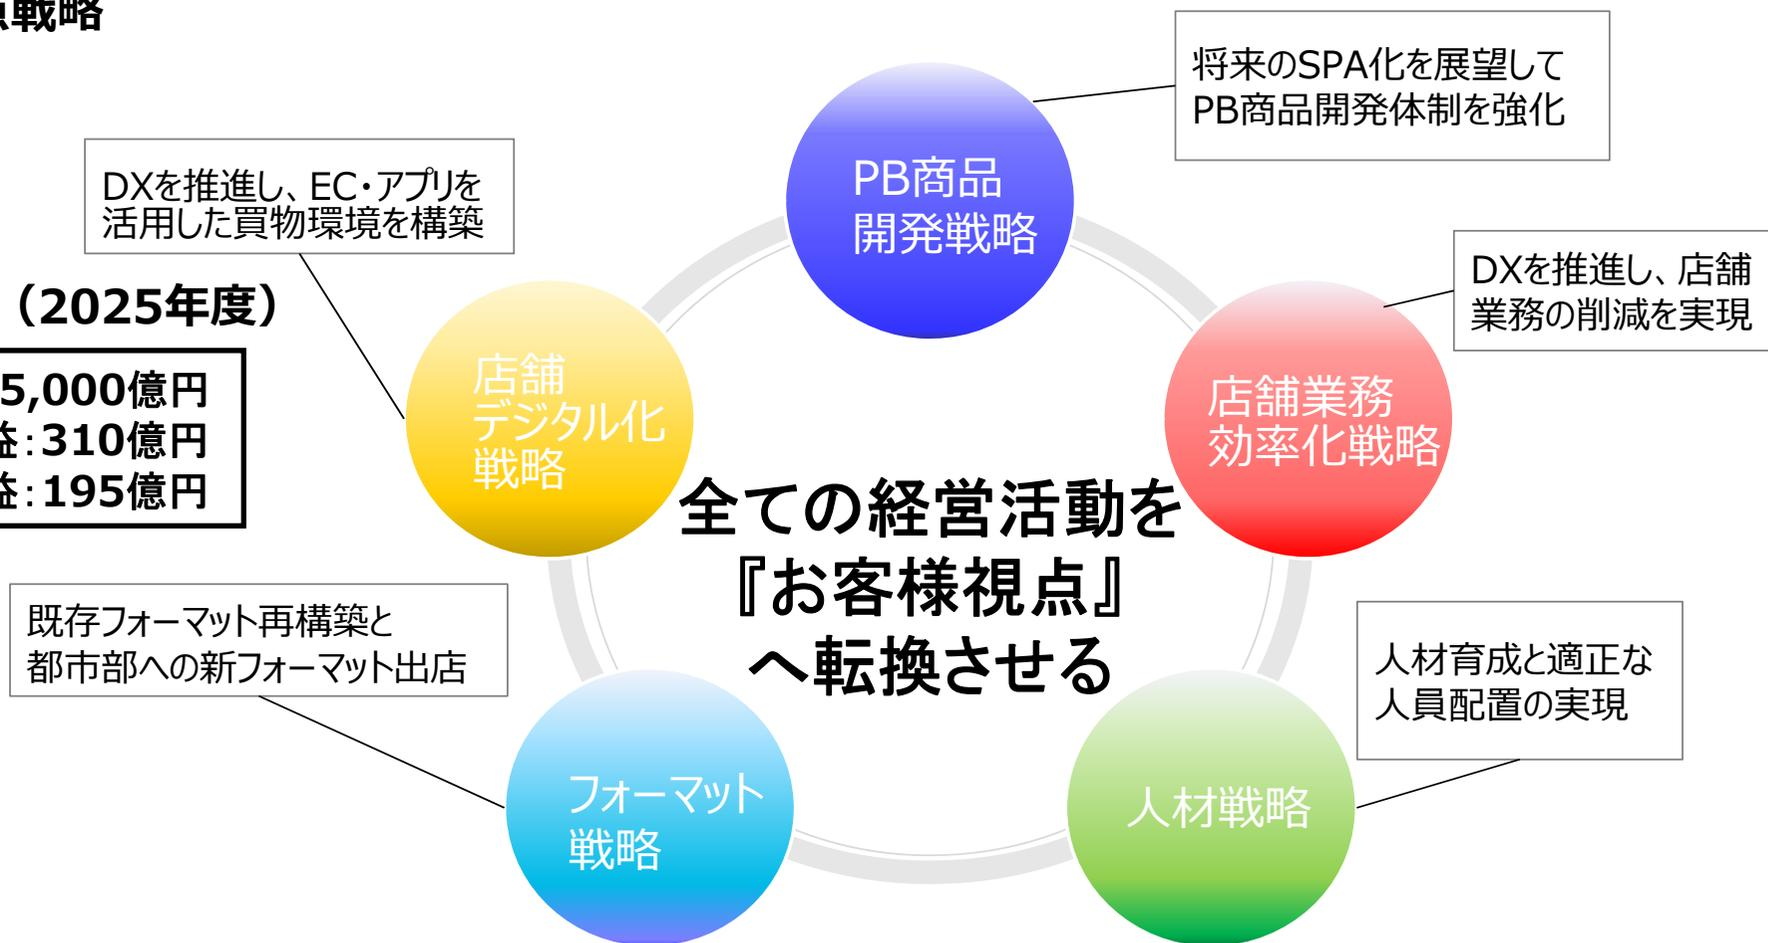 戦略
将来のSPA化を展望して
PB商品開発体制を強化
PB商品
開発戦略
DXを推進し、EC・アプリを
活用した買物環境を構築
DXを推進し、店舗
業務の削減を実現
（2025年度）
5,000億円
益：310億円
益：195億円
店舗
デジタル化
戦略
店舗業務
効率化戦略
全ての経営活動を
『お客様視点』
へ転換させる
既存フォーマット再構築と
都市部への新フォーマット出店
人材育成と適正な
人員配置の実現
フォーマット
戦略
人材戦略